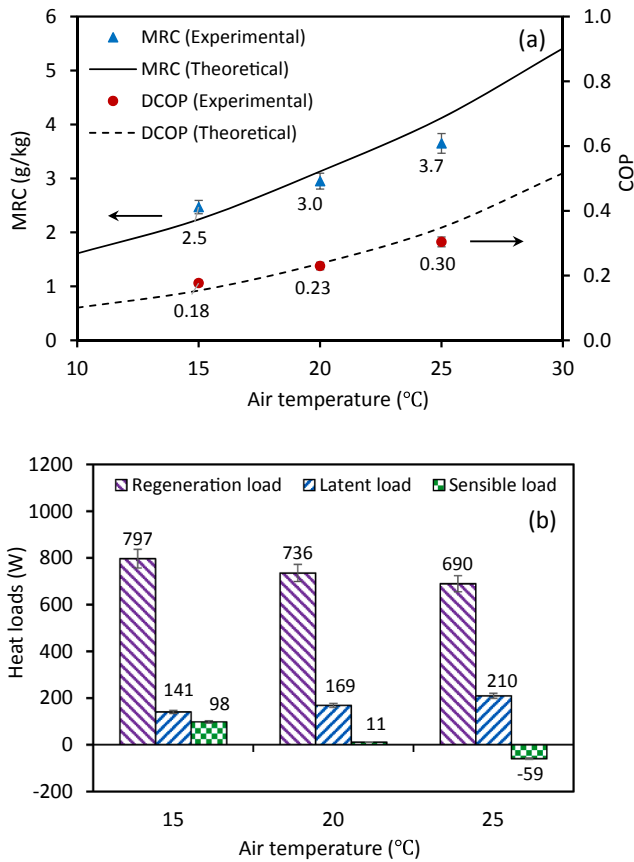 6
1.0
(a)
MRC (Experimental)
5
MRC (Theoretical)
0.8
DCOP (Experimental)
4
DCOP (Theoretical)
0.6
MRC (g/kg)
3
3.7
COP
3.0
0.4
2
2.5
0.30
0.2
1
0.23
0.18
0
0.0
10 15 20 25 30
Air temperature (℃)
1200
Regeneration load Latent load Sensible load
1000
(b)
797
800
736
690
Heat loads (W)
600
400
141 98 169 11 210
200
0
-59
-200
15 20 25
Air temperature (℃)